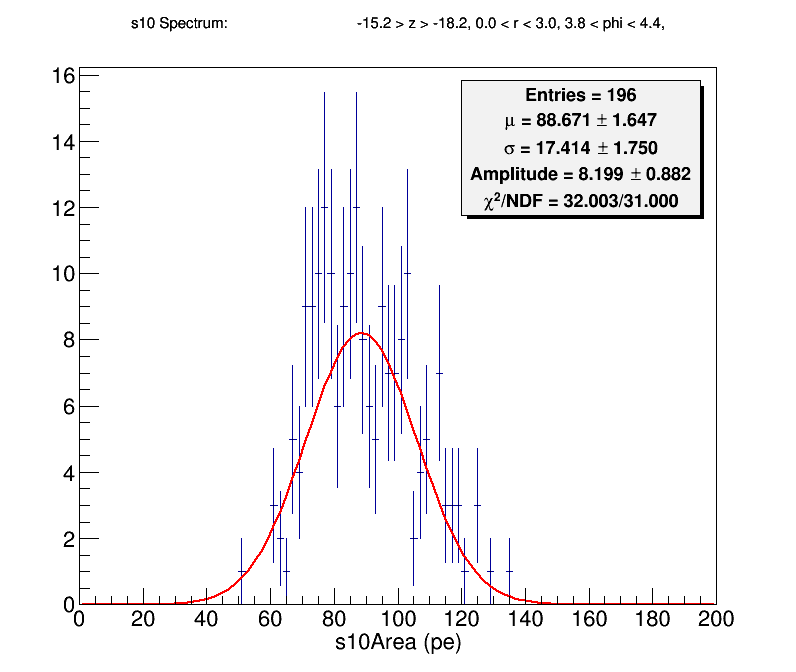 s10 Spectrum: -15.2 > z > -18.2, 0.0 < r < 3.0, 3.8 < phi < 4.4,
Entries = 196
μ = 88.671 ± 1.647
σ = 17.414 ± 1.750
Amplitude = 8.199 ± 0.882
χ²/NDF = 32.003/31.000
16
14
12
10
8
6
4
2
0
0 20 40 60 80 100 120 140 160 180 200
s10Area (pe)